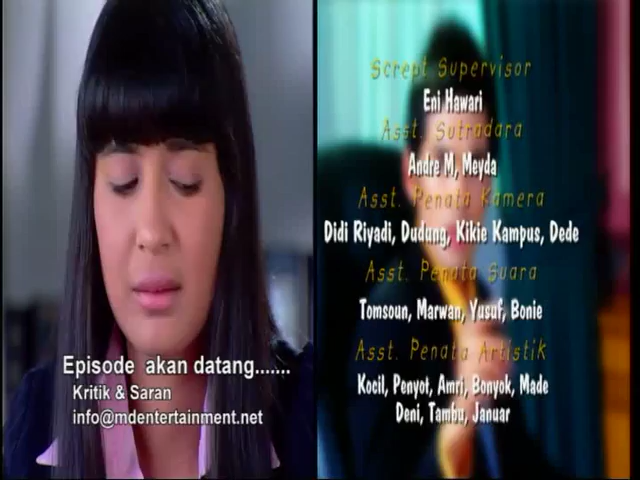 Episode akan datang.......
Kritik & Saran
info@mdentertainment.net
Scrept Supervisor
Eni Hawari
Asst. Sutradara
Andre M, Meyda
Asst. Penata Kamera
Didi Riyadi, Dudung, Kikie Kampus, Dede
Asst. Penata Suara
Tomsoun, Marwan, Yusuf, Bonie
Asst. Penata Artistik
Kocil, Penyot, Amri, Bonyok, Made
Deni, Tambu, Januar